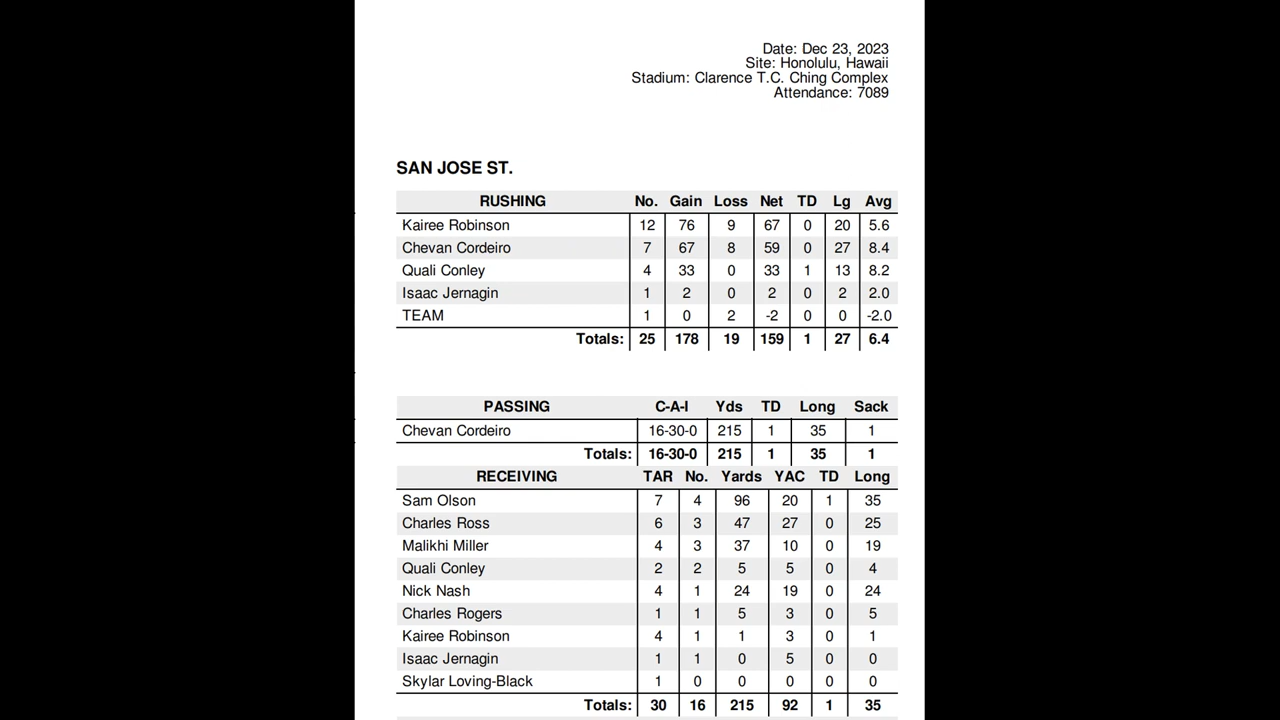 Date: Dec 23, 2023
Site: Honolulu, Hawaii
Stadium: Clarence T.C. Ching Complex
Attendance: 7089
SAN JOSE ST.
RUSHING No. Gain Loss Net TD Lg Avg
Kairee Robinson 12 76 9 67 0 20 5.6
Chevan Cordeiro 7 67 8 59 0 27 8.4
Quali Conley 4 33 0 33 1 13 8.2
Isaac Jernagin 1 2 0 2 0 2 2.0
TEAM 1 0 2 -2 0 0 -2.0
Totals: 25 178 19 159 1 27 6.4
PASSING C-A-I Yds TD Long Sack
Chevan Cordeiro 16-30-0 215 1 35 1
Totals: 16-30-0 215 1 35 1
RECEIVING TAR No. Yards YAC TD Long
Sam Olson 7 4 96 20 1 35
Charles Ross 6 3 47 27 0 25
Malikhi Miller 4 3 37 10 0 19
Quali Conley 2 2 5 5 0 4
Nick Nash 4 1 24 19 0 24
Charles Rogers 1 1 5 3 0 5
Kairee Robinson 4 1 1 3 0 1
Isaac Jernagin 1 1 0 5 0 0
Skylar Loving-Black 1 0 0 0 0 0
Totals: 30 16 215 92 1 35